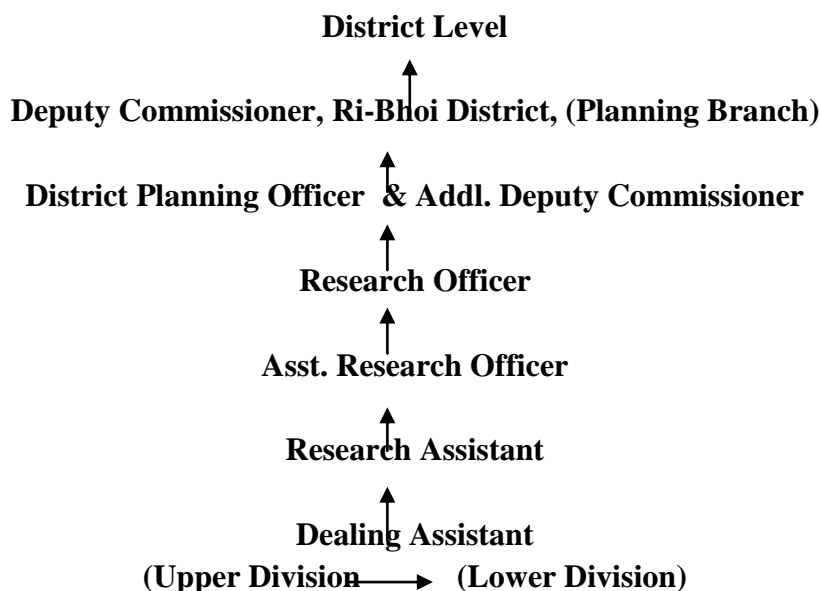 District Level
Deputy Commissioner, Ri-Bhoi District, (Planning Branch)
District Planning Officer & Addl. Deputy Commissioner
Research Officer
Asst. Research Officer
Research Assistant
Dealing Assistant
(Upper Division (Lower Division)